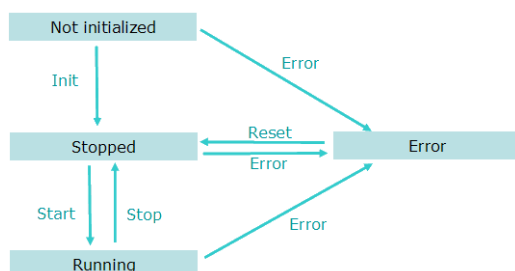 Not initialized
Error
Init
Reset
Stopped
Error
Error
Start
Stop
Error
Running